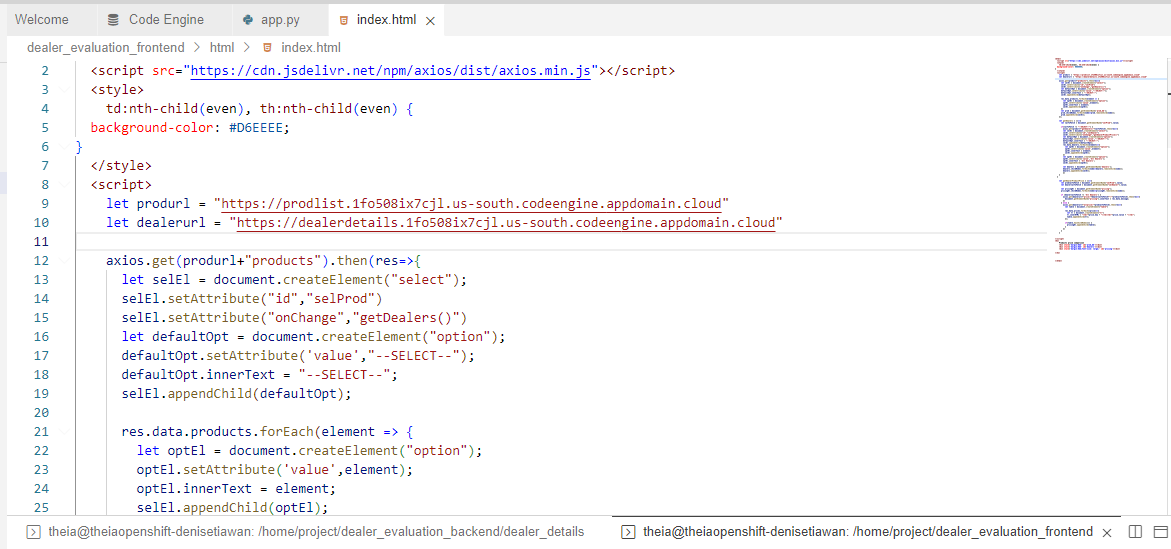 Welcome Code Engine app.py index.html
dealer_evaluation_frontend > html > index.html
2 <script src="https://cdn.jsdelivr.net/npm/axios/dist/axios.min.js"></script>
3 <style>
4 td:nth-child(even), th:nth-child(even) {
5 background-color: #D6EEEE;
6 }
7 </style>
8 <script>
9 let produrl = "https://prodlist.1fo508ix7cjl.us-south.codeengine.appdomain.cloud"
10 let dealerurl = "https://dealerdetails.1fo508ix7cjl.us-south.codeengine.appdomain.cloud"
11
12 axios.get(produrl+"products").then(res=>{
13 let selEl = document.createElement("select");
14 selEl.setAttribute("id","selProd")
15 selEl.setAttribute("onChange","getDealers()")
16 let defaultOpt = document.createElement("option");
17 defaultOpt.setAttribute('value',"--SELECT--");
18 defaultOpt.innerText = "--SELECT--";
19 selEl.appendChild(defaultOpt);
20
21 res.data.products.forEach(element => {
22 let optEl = document.createElement("option");
23 optEl.setAttribute('value',element);
24 optEl.innerText = element;
25 selEl.appendChild(optEl);
theia@theiaopenshift-denisetiawan: /home/project/dealer_evaluation_backend/dealer_details theia@theiaopenshift-denisetiawan: /home/project/dealer_evaluation_frontend